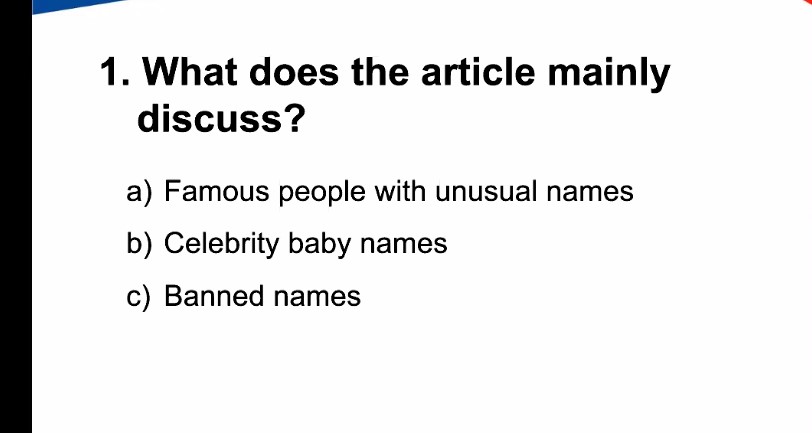 1. What does the article mainly
discuss?
a) Famous people with unusual names
b) Celebrity baby names
c) Banned names